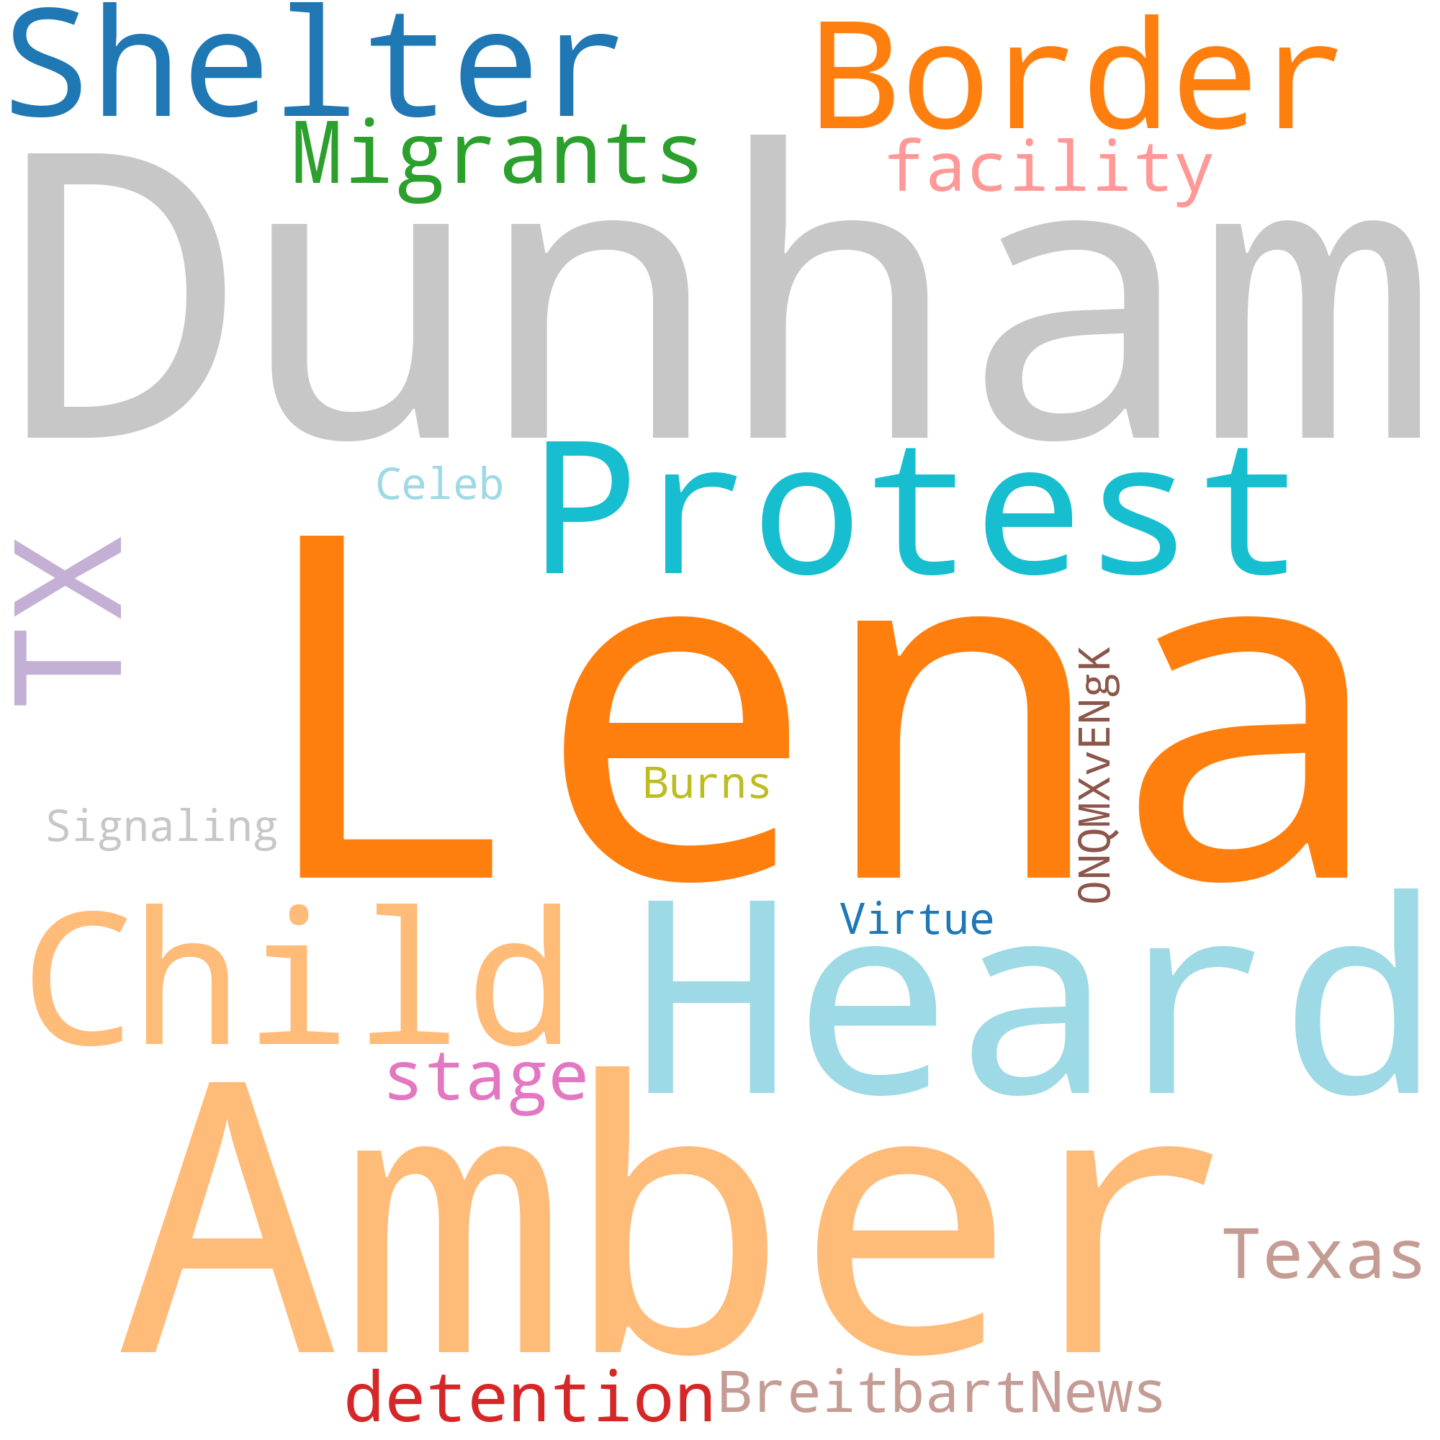 Shelter
Border
Migrants
facility
Dunham
Celeb
Protest
TX
Lena
Burns
Signaling
Child
Heard
Virtue
stage
Amber
Texas
detention
BreitbartNews